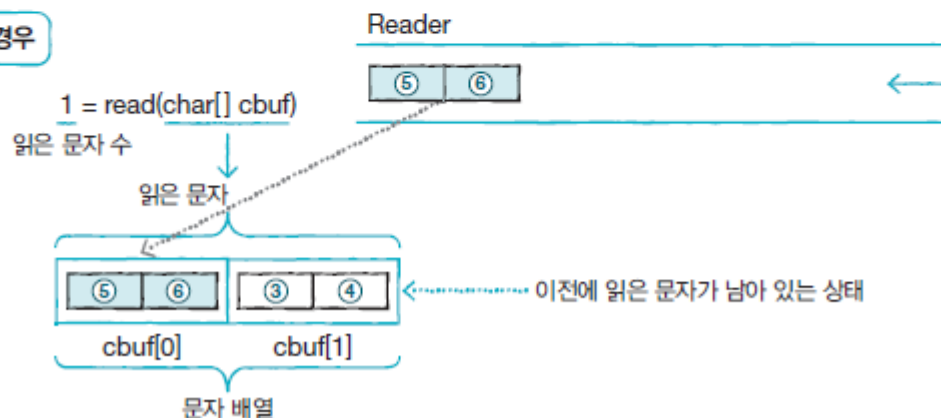 경우
Reader
⑤ ⑥
1 = read(char[] cbuf)
읽은 문자 수
읽은 문자
⑤ ⑥ ③ ④
이전에 읽은 문자가 남아 있는 상태
cbuf[0] cbuf[1]
문자 배열